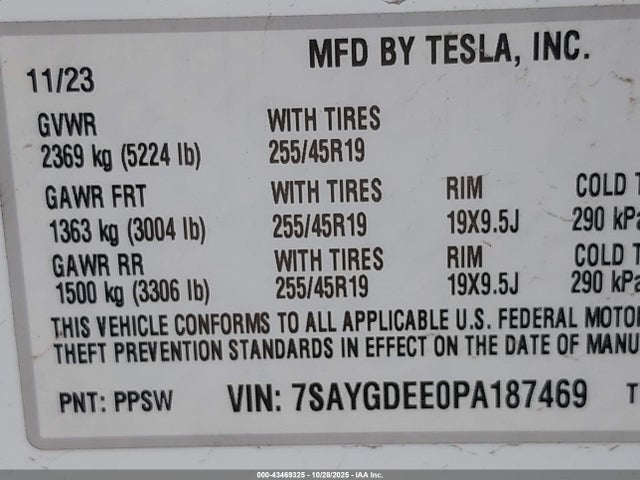 MFD BY TESLA, INC.
11/23
GVWR WITH TIRES
2369 kg (5224 lb) 255/45R19
GAWR FRT WITH TIRES RIM COLD T
1363 kg (3004 lb) 255/45R19 19X9.5J 290 kPa
GAWR RR WITH TIRES RIM COLD T
1500 kg (3306 lb) 255/45R19 19X9.5J 290 kPa
THIS VEHICLE CONFORMS TO ALL APPLICABLE U.S. FEDERAL MOTOR
THEFT PREVENTION STANDARDS IN EFFECT ON THE DATE OF MANU
PNT: PPSW VIN: 7SAYGDEE0PA187469 T
000-43469325 - 10/28/2025 - IAA Inc.